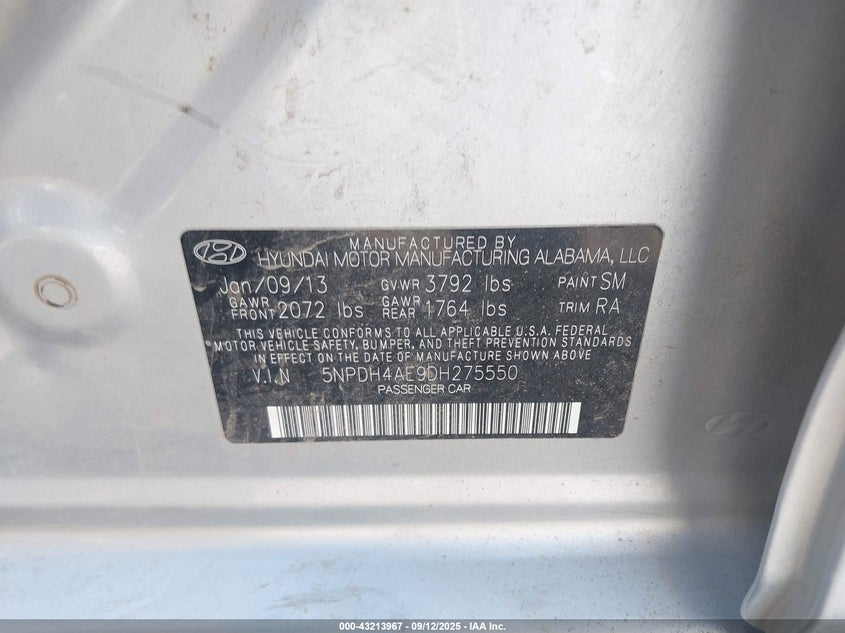 MANUFACTURED BY
HYUNDAI MOTOR MANUFACTURING ALABAMA, LLC
Jan/09/13 GVWR 3792 lbs PAINT SM
GAWR FRONT 2072 lbs GAWR REAR 1764 lbs TRIM RA
THIS VEHICLE CONFORMS TO ALL APPLICABLE U.S.A. FEDERAL
MOTOR VEHICLE SAFETY, BUMPER, AND THEFT PREVENTION STANDARDS
IN EFFECT ON THE DATE OF MANUFACTURE SHOWN ABOVE
V.I.N 5NPDH4AE9DH275550
PASSENGER CAR
000-43213967 - 09/12/2025 - IAA Inc.